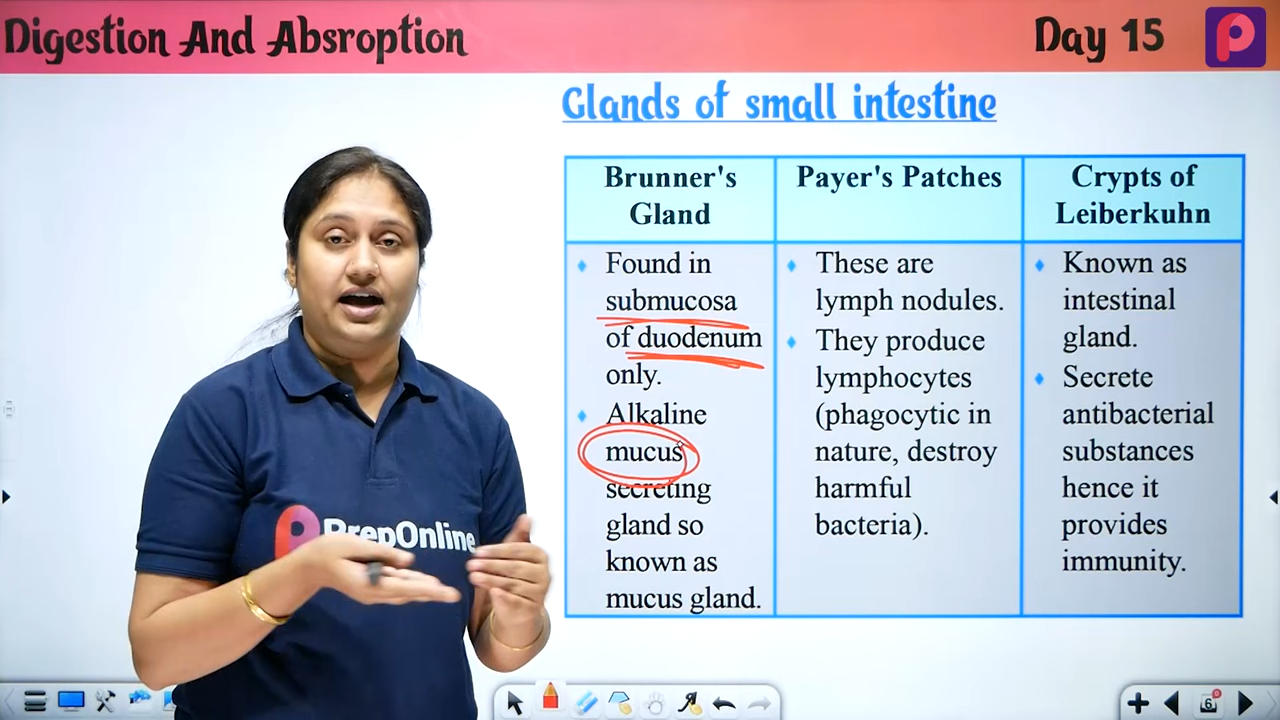 Digestion And Absroption
Day 15
Glands of small intestine
Brunner's
Gland
Payer's Patches
Crypts of
Leiberkuhn
Found in
submucosa
of duodenum
only.
Alkaline
mucus
secreting
gland so
known as
mucus gland.
These are
lymph nodules.
They produce
lymphocytes
(phagocytic in
nature, destroy
harmful
bacteria).
Known as
intestinal
gland.
Secrete
antibacterial
substances
hence it
provides
immunity.
PrepOnline
6